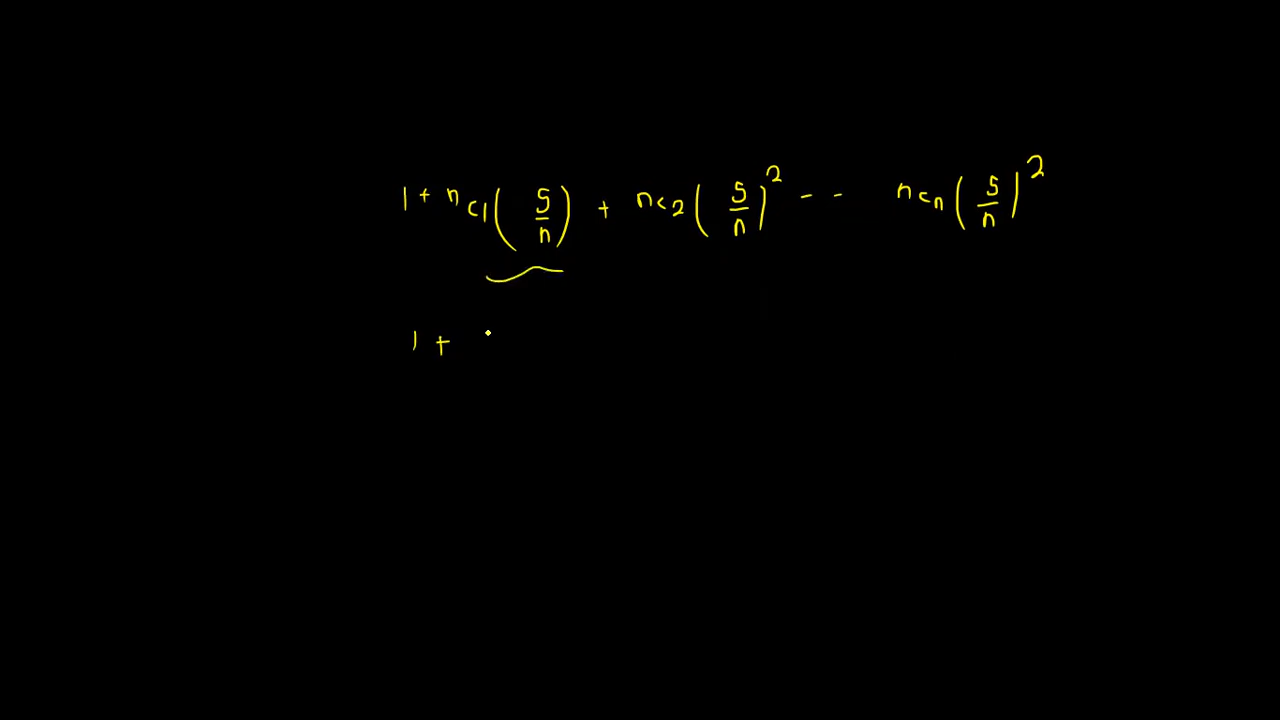 1 + nc1(5/n) + nc2(5/n)² - - ncn(5/n)²
1 +